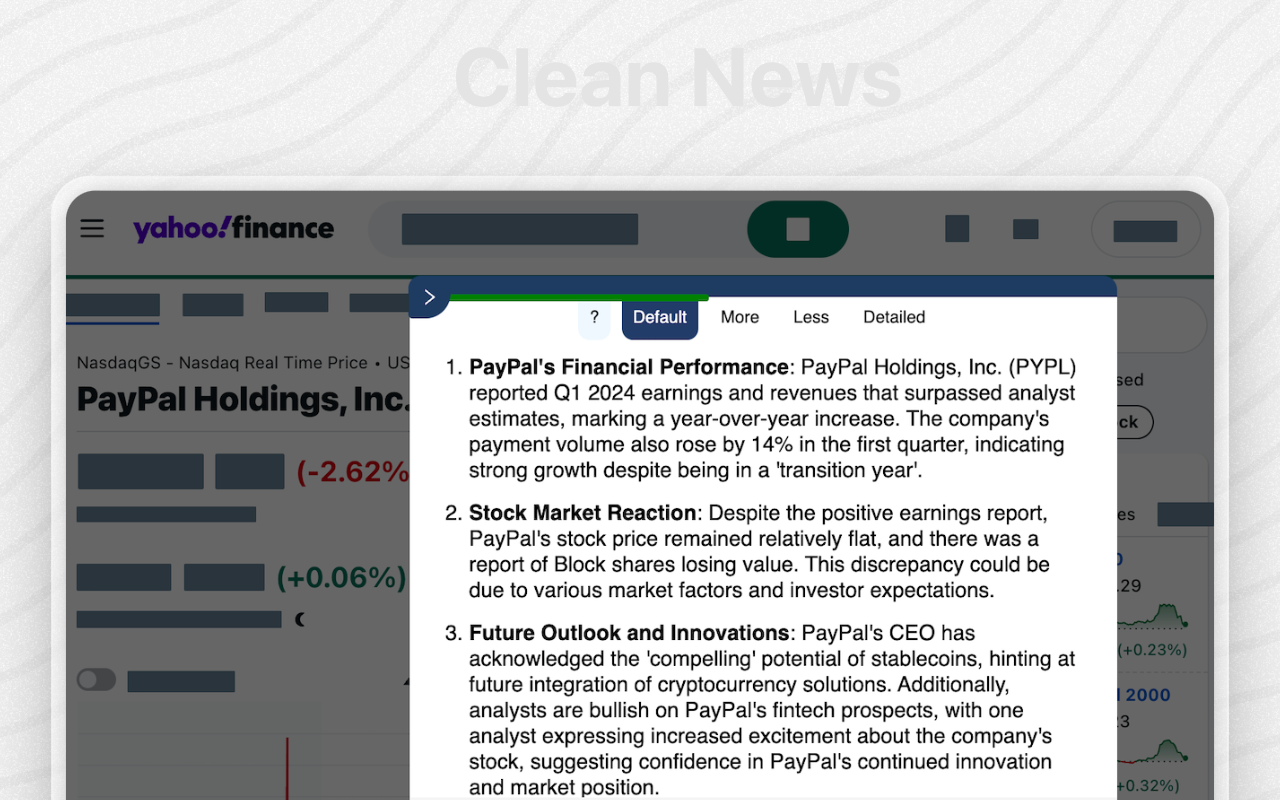 Clean News
yahoo!finance
NasdaqGS - Nasdaq Real Time Price • US
PayPal Holdings, Inc.
(-2.62%
(+0.06%)
? Default More Less Detailed
1. PayPal's Financial Performance: PayPal Holdings, Inc. (PYPL)
reported Q1 2024 earnings and revenues that surpassed analyst
estimates, marking a year-over-year increase. The company's
payment volume also rose by 14% in the first quarter, indicating
strong growth despite being in a 'transition year'.
2. Stock Market Reaction: Despite the positive earnings report,
PayPal's stock price remained relatively flat, and there was a
report of Block shares losing value. This discrepancy could be
due to various market factors and investor expectations.
3. Future Outlook and Innovations: PayPal's CEO has
acknowledged the 'compelling' potential of stablecoins, hinting at
future integration of cryptocurrency solutions. Additionally,
analysts are bullish on PayPal's fintech prospects, with one
analyst expressing increased excitement about the company's
stock, suggesting confidence in PayPal's continued innovation
and market position.
sed
ck
es
0
.29
(+0.23%)
l 2000
3
+0.32%)